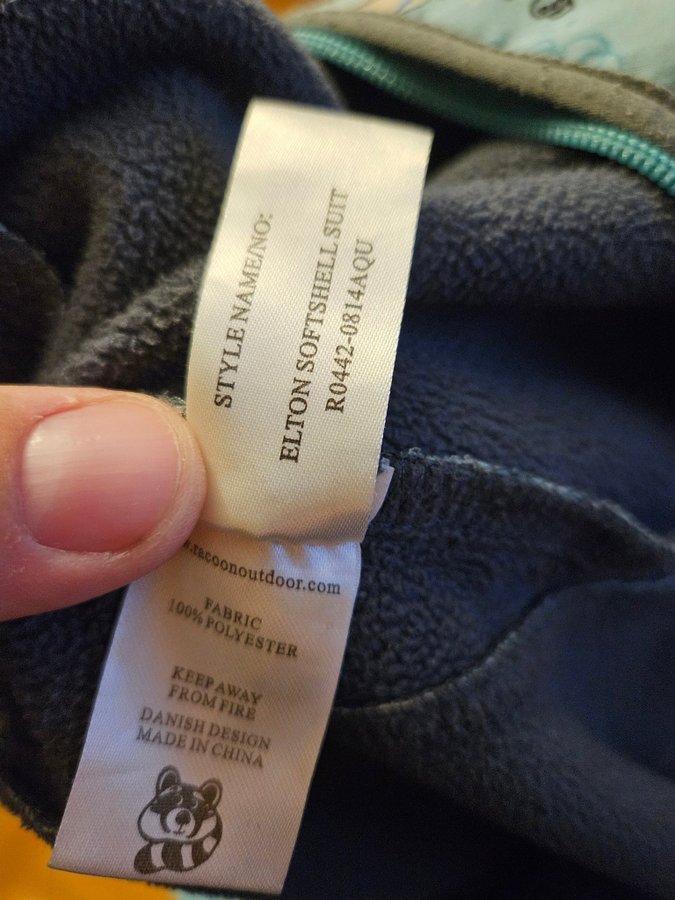 STYLE NAME/NO:
ELTON SOFTSHELL SUIT
R0442-0814AQU
.racoonoutdoor.com
FABRIC
100% POLYESTER
KEEP AWAY
FROM FIRE
DANISH DESIGN
MADE IN CHINA